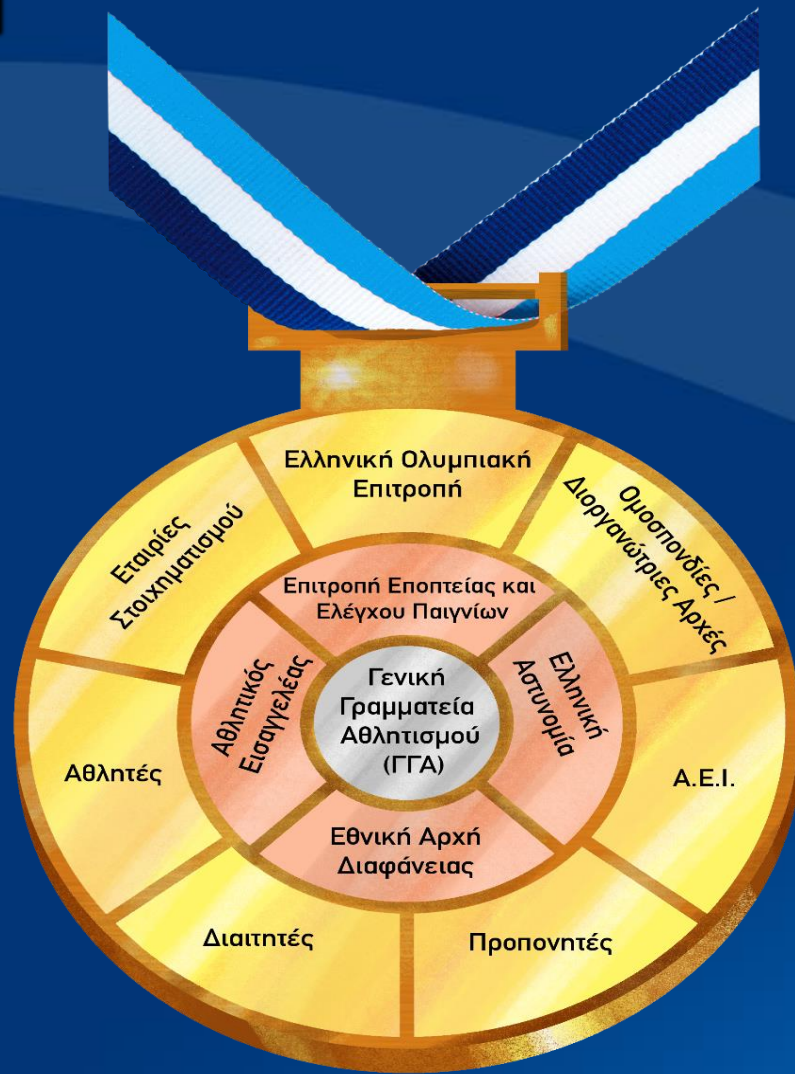 Ελληνική Ολυμπιακή
Επιτροπή
Ομοσπονδίες /
Διοργανώτριες Αρχές
Εταιρίες
Στοιχηματισμού
Επιτροπή Εποπτείας και
Ελέγχου Παιγνίων
Αθλητικός
Εισαγγελέας
Γενική
Γραμματεία
Αθλητισμού
(ΓΓΑ)
Ελληνική
Αστυνομία
Αθλητές
Α.Ε.Ι.
Εθνική Αρχή
Διαφάνειας
Διαιτητές
Προπονητές